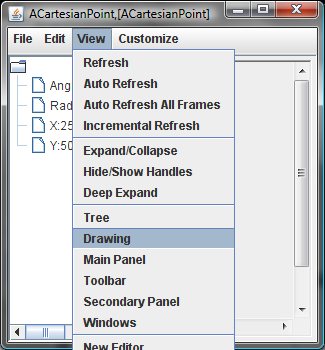 ACartesianPoint,[ACartesianPoint]
File Edit View Customize
Refresh
Auto Refresh
Auto Refresh All Frames
Incremental Refresh
Expand/Collapse
Hide/Show Handles
Deep Expand
Tree
Drawing
Main Panel
Toolbar
Secondary Panel
Windows
New Editor
Ang
Rad
X:25
Y:50